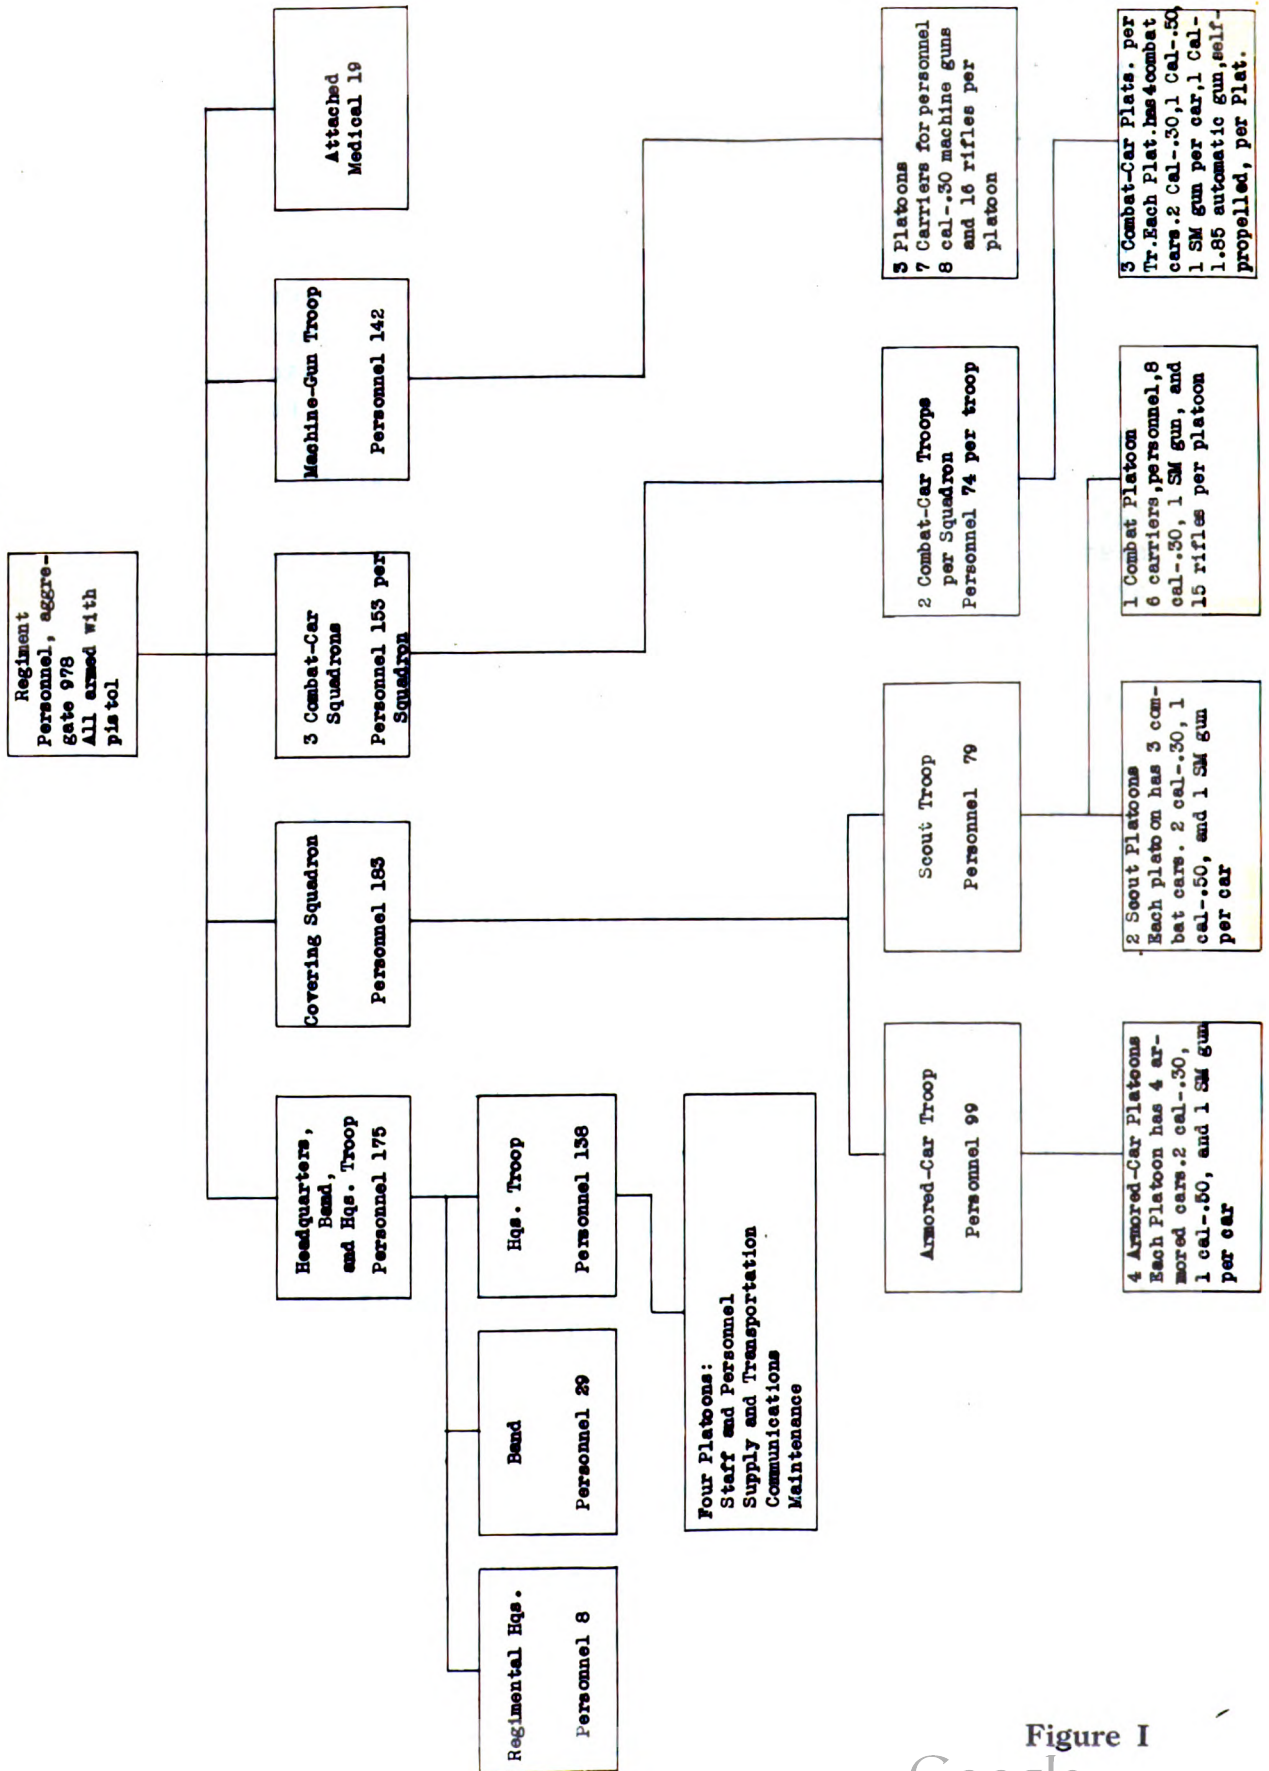 Regiment
Personnel, aggre-
gate 978
All armed with
pistol
Headquarters,
Band,
and Hqs. Troop
Personnel 175
Covering Squadron
Personnel 183
3 Combat-Car
Squadrons
Personnel 153 per
Squadron
Machine-Gun Troop
Personnel 142
Attached
Medical 19
Regimental Hqs.
Personnel 8
Band
Personnel 29
Hqs. Troop
Personnel 138
Four Platoons:
Staff and Personnel
Supply and Transportation
Communications
Maintenance
Armored-Car Troop
Personnel 99
Scout Troop
Personnel 79
2 Combat-Car Troops
per Squadron
Personnel 74 per troop
3 Platoons
7 Carriers for personnel
8 cal-.30 machine guns
and 16 rifles per
platoon
4 Armored-Car Platoons
Each Platoon has 4 ar-
mored cars.2 cal-.30,
1 cal-.50, and 1 SM gun
per car
2 Scout Platoons
Each platoon has 3 com-
bat cars. 2 cal-.30, 1
cal-.50, and 1 SM gun
per car
1 Combat Platoon
6 carriers,personnel,8
cal-.30, 1 SM gun, and
15 rifles per platoon
3 Combat-Car Plats. per
Tr.Each Plat.has4combat
cars.2 Cal-.30,1 Cal-.50,
1 SM gun per car,1 Cal-
1.85 automatic gun,self-
propelled, per Plat.
Figure I
Google